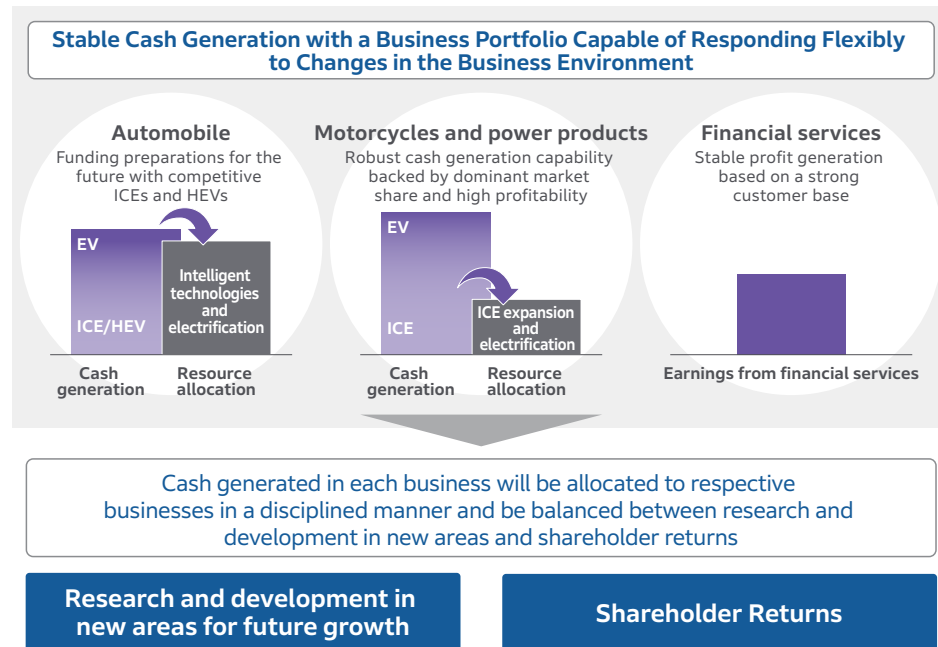 Stable Cash Generation with a Business Portfolio Capable of Responding Flexibly
to Changes in the Business Environment
Automobile
Funding preparations for the
future with competitive
ICEs and HEVs
EV
ICE/HEV
Intelligent
technologies
and
electrification
Cash
generation
Resource
allocation
Motorcycles and power products
Robust cash generation capability
backed by dominant market
share and high profitability
EV
ICE
ICE expansion
and
electrification
Cash
generation
Resource
allocation
Financial services
Stable profit generation
based on a strong
customer base
Earnings from financial services
Cash generated in each business will be allocated to respective
businesses in a disciplined manner and be balanced between research and
development in new areas and shareholder returns
Research and development in
new areas for future growth
Shareholder Returns